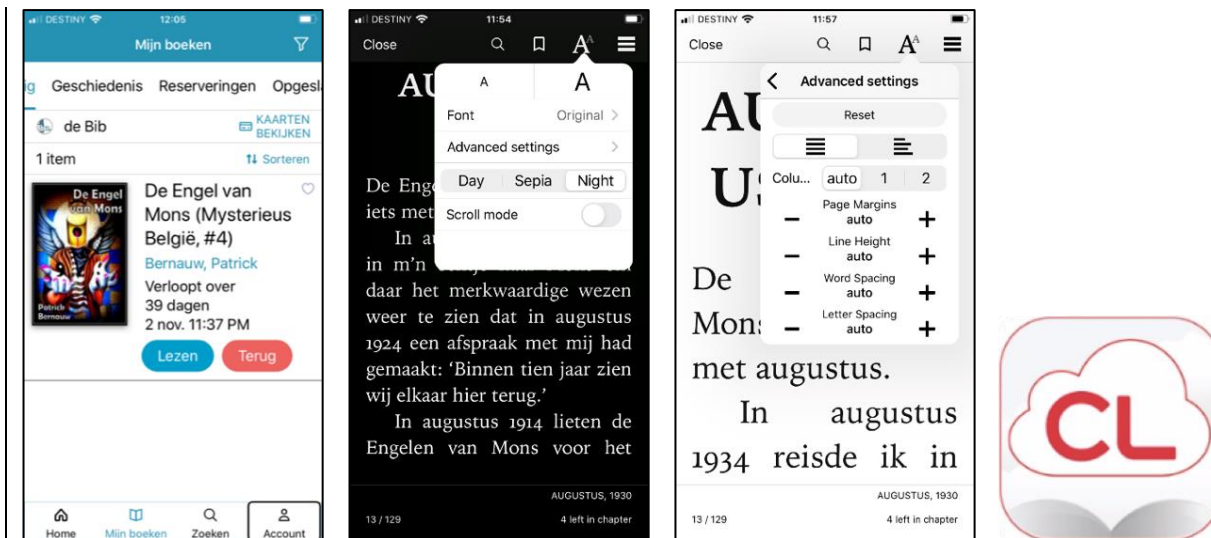 DESTINY 12:05
Mijn boeken
ig Geschiedenis Reserveringen Opgesl
de Bib KAARTEN BEKIJKEN
1 item Sorteren
De Engel van Mons
Patrick Bernauw
De Engel van
Mons (Mysterieus
België, #4)
Bernauw, Patrick
Verloopt over
39 dagen
2 nov. 11:37 PM
Lezen Terug
Home Mijn boeken Zoeken Account
DESTINY 11:54
Close AA
AU
A A
Font Original >
Advanced settings >
Day Sepia Night
Scroll mode
De Enge
iets met
In au
in m'n
daar het merkwaardige wezen
weer te zien dat in augustus
1924 een afspraak met mij had
gemaakt: ‘Binnen tien jaar zien
wij elkaar hier terug.’
In augustus 1914 lieten de
Engelen van Mons voor het
AUGUSTUS, 1930
13 / 129 4 left in chapter
DESTINY 11:57
Close AA
AU
US
Advanced settings
Reset
Colu... auto 1 2
Page Margins
− auto +
Line Height
− auto +
Word Spacing
− auto +
Letter Spacing
− auto +
De
Mons
met augustus.
In augustus
1934 reisde ik in
AUGUSTUS, 1930
13 / 129 4 left in chapter
CL